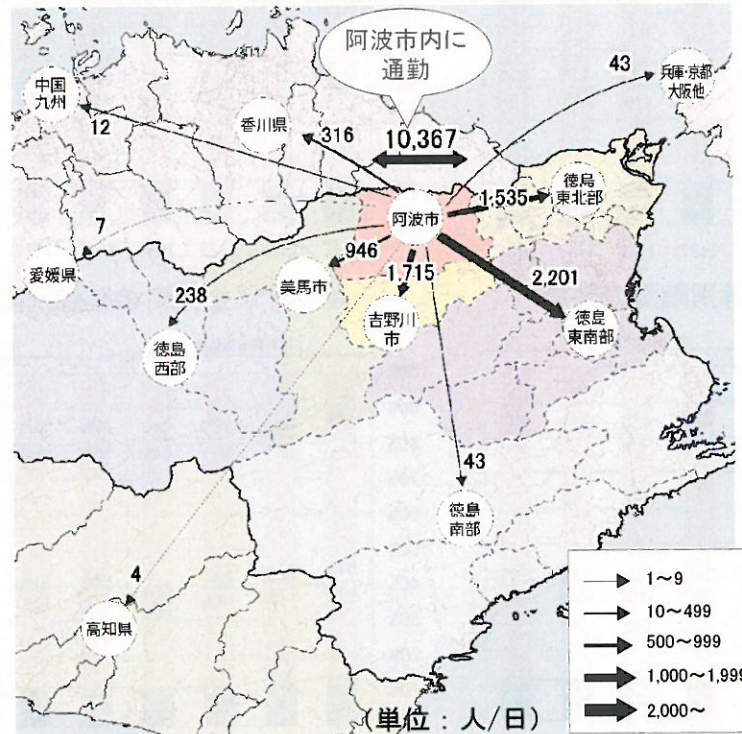 阿波市内に
通勤
43
兵庫・京都
大阪他
中国
九州
12
香川県
316
10,367
徳島
東北部
1,535
阿波市
7
946
2,201
愛媛県
238
美馬市
1,715
吉野川
市
徳島
東南部
徳島
西部
43
徳島
南部
4
高知県
1~9
10~499
500~999
1,000~1,999
2,000~
(単位:人/日)